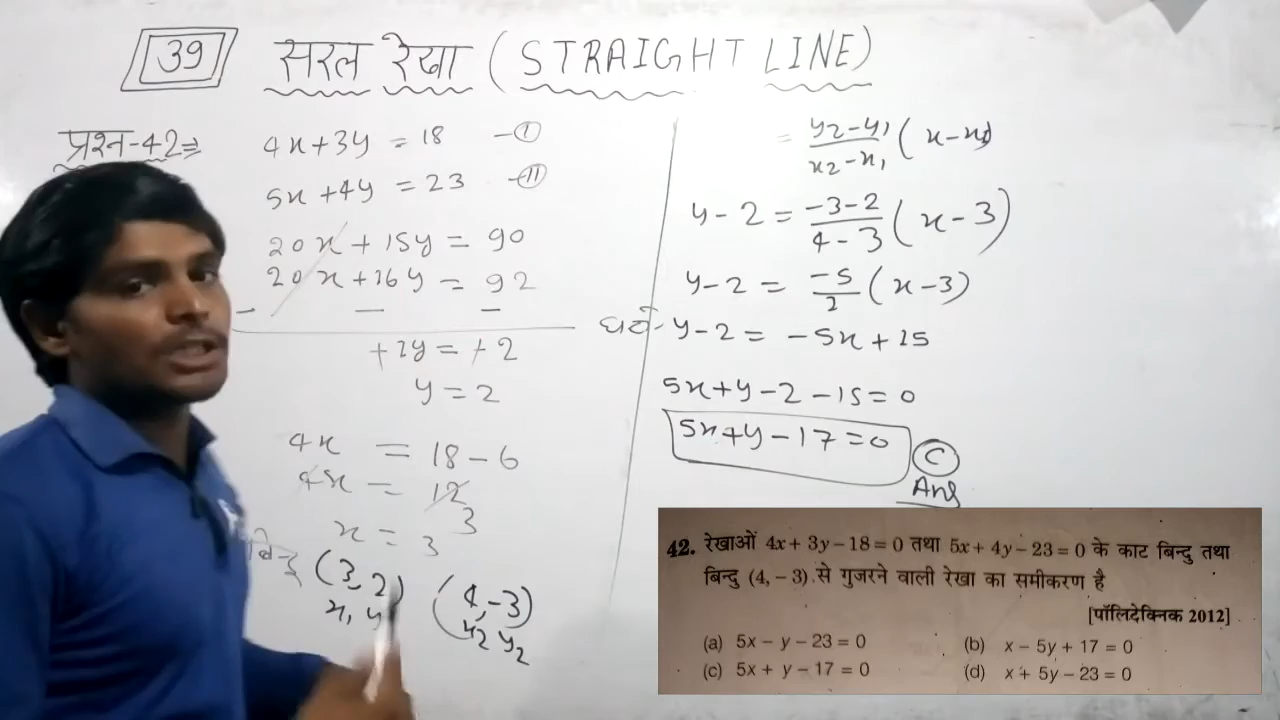 39 सरल रेखा (STRAIGHT LINE)
प्रश्न-42⇒
4x+3y = 18 -(I)
5x+4y = 23 -(II)
20x + 15y = 90
20x + 16y = 92
- - -
+1y = +2
y = 2
4x = 18 - 6
4x = 12
3
x = 3
बिन्दु (3, 2) (4, -3)
x, y x2 y2
= y2-y1/x2-x1 (x-x1)
y-2 = -3-2/4-3 (x-3)
y-2 = -5/1 (x-3)
y-2 = -5x+15
5x+y-2-15=0
5x+y-17=0 (C)
Ans
42. रेखाओं 4x + 3y – 18 = 0 तथा 5x + 4y – 23 = 0 के काट बिन्दु तथा
बिन्दु (4, – 3) से गुजरने वाली रेखा का समीकरण है
[पॉलिटेक्निक 2012]
(a) 5x – y – 23 = 0 (b) x – 5y + 17 = 0
(c) 5x + y – 17 = 0 (d) x + 5y – 23 = 0